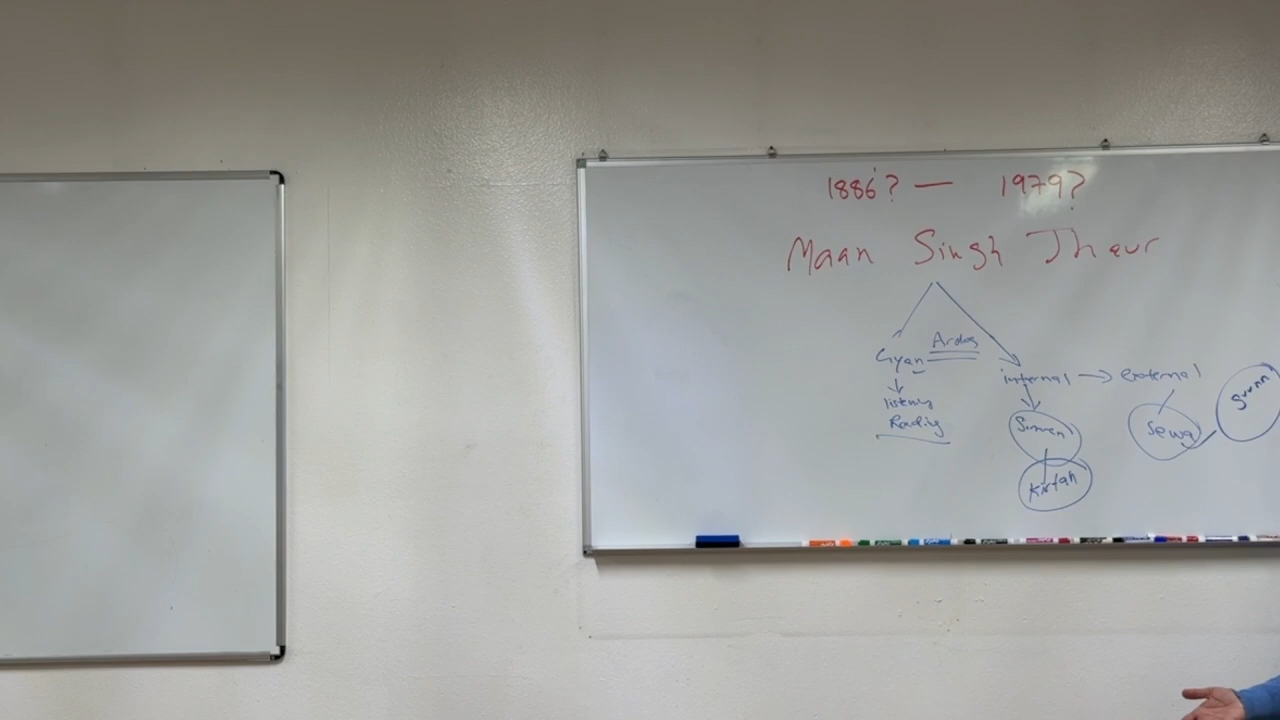 1886? — 1979?
Maan Singh Jhaur
Ardas
Gyan
internal → external
listening
Reading
Simran
Sewa
Kirtan